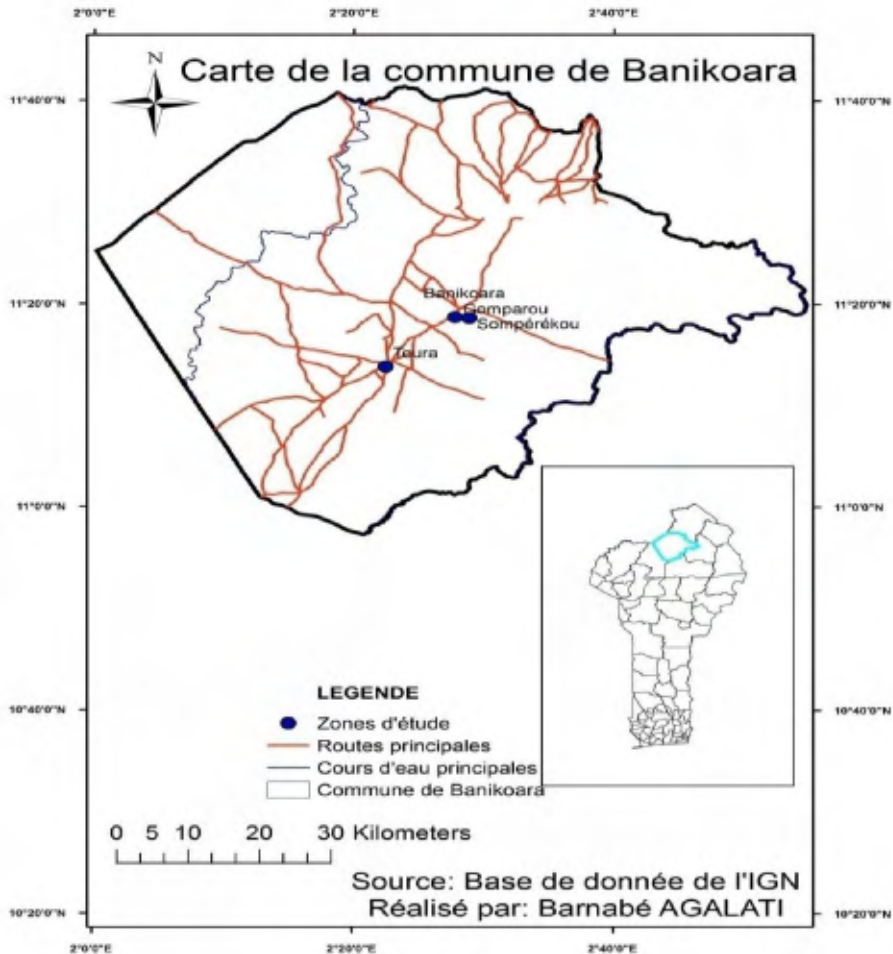 2°0'0"E 2°20'0"E 2°40'0"E
N
Carte de la commune de Banikoara
11°40'0"N 11°40'0"N
11°20'0"N 11°20'0"N
Banikoara
Gomparou
Sompérékou
Toura
11°0'0"N 11°0'0"N
LEGENDE
Zones d'étude
Routes principales
Cours d'eau principales
Commune de Banikoara
10°40'0"N 10°40'0"N
0 5 10 20 30 Kilometers
Source: Base de donnée de l'IGN
Réalisé par: Barnabé AGALATI
10°20'0"N 10°20'0"N
2°0'0"E 2°20'0"E 2°40'0"E